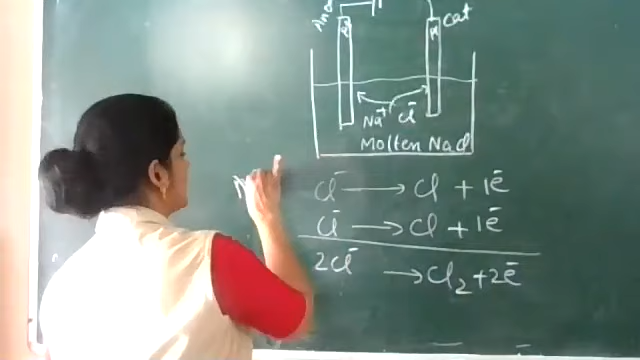 Cat
Na⁺ Cl⁻
Molten Nacl
Cl⁻ → Cl + 1e⁻
Cl⁻ → Cl + 1e⁻
2Cl⁻ → Cl₂ + 2e⁻